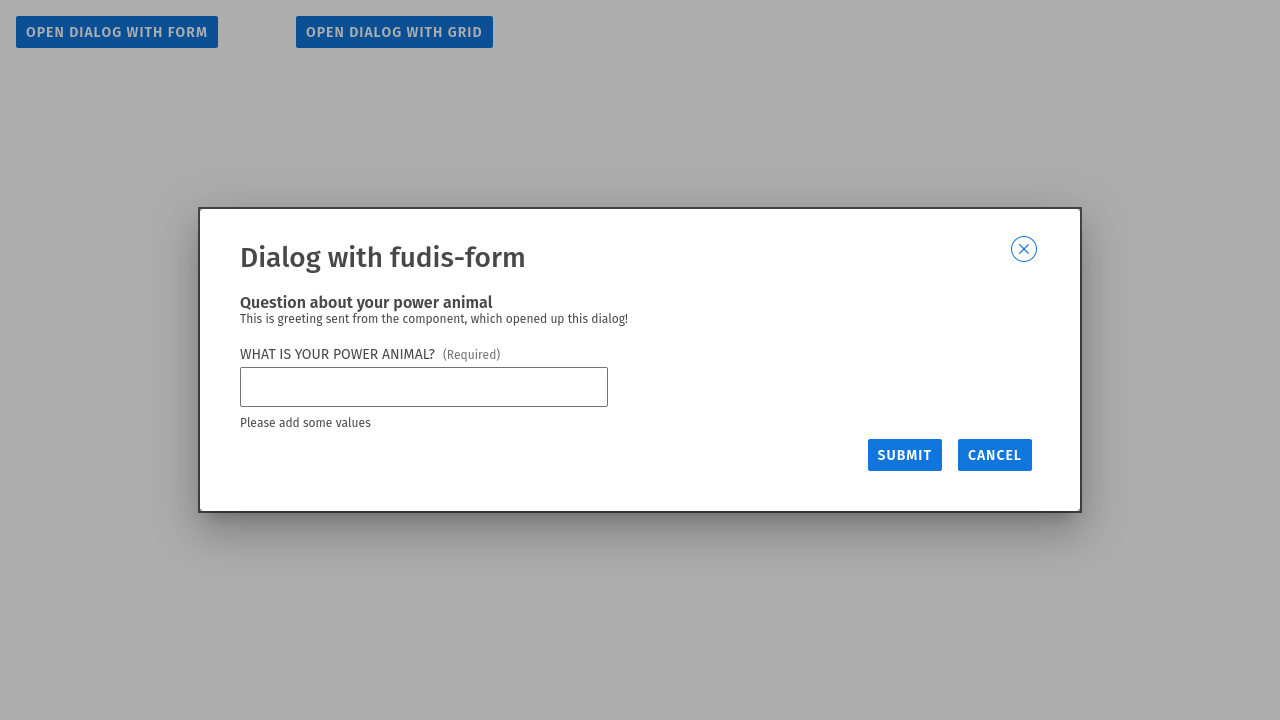 OPEN DIALOG WITH FORM
OPEN DIALOG WITH GRID
Dialog with fudis-form
Question about your power animal
This is greeting sent from the component, which opened up this dialog!
WHAT IS YOUR POWER ANIMAL? (Required)
Please add some values
SUBMIT
CANCEL